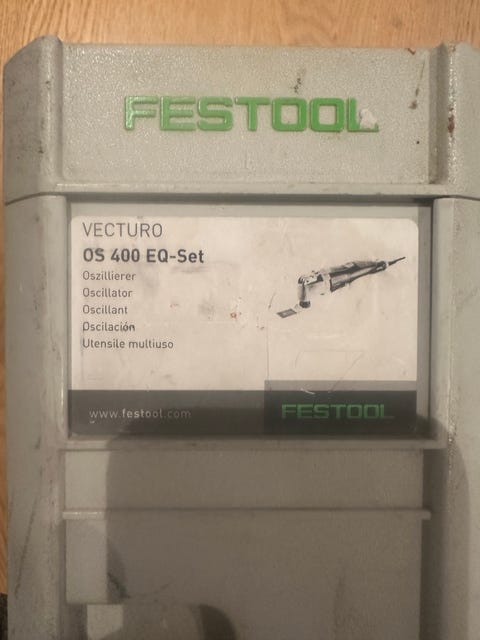 FESTOOL
VECTURO
OS 400 EQ-Set
Oszillierer
Oscillator
Oscillant
Oscilación
Utensile multiuso
www.festool.com
FESTOOL